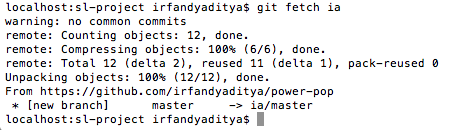 localhost:sl-project irfandyaditya$ git fetch ia
warning: no common commits
remote: Counting objects: 12, done.
remote: Compressing objects: 100% (6/6), done.
remote: Total 12 (delta 2), reused 11 (delta 1), pack-reused 0
Unpacking objects: 100% (12/12), done.
From https://github.com/irfandyaditya/power-pop
 * [new branch]      master     -> ia/master
localhost:sl-project irfandyaditya$